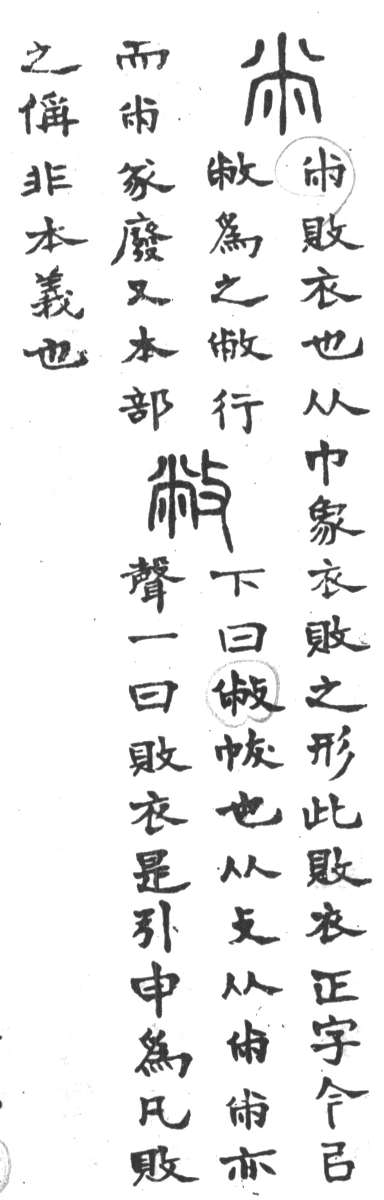 㡀
㡀敗衣也从巾象衣敗之形此敗衣正字今㠯
敝爲之敝行
而㡀㒸廢又本部
敝
下曰敝帗也从攴从㡀㡀亦
聲一曰敗衣是引申爲凡敗
之偁非本義也